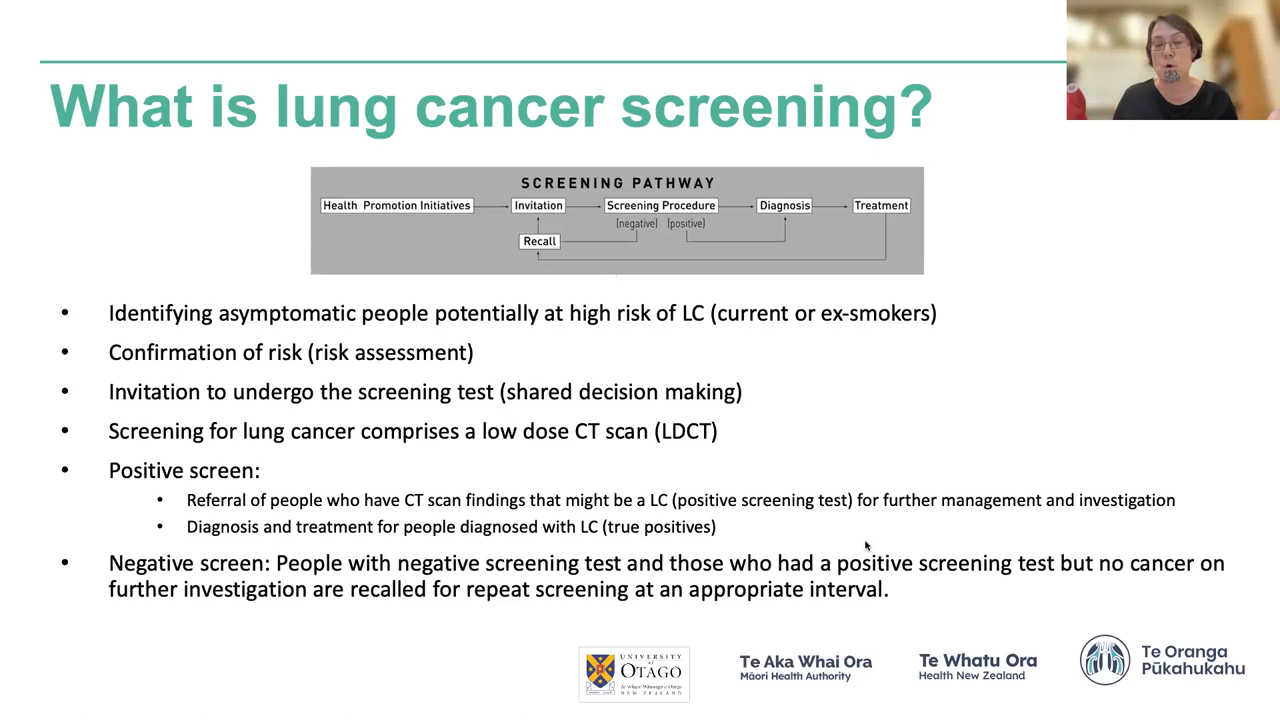 What is lung cancer screening?
SCREENING PATHWAY
Health Promotion Initiatives
Invitation
Screening Procedure
Diagnosis
Treatment
(negative) (positive)
Recall
• Identifying asymptomatic people potentially at high risk of LC (current or ex-smokers)
• Confirmation of risk (risk assessment)
• Invitation to undergo the screening test (shared decision making)
• Screening for lung cancer comprises a low dose CT scan (LDCT)
• Positive screen:
• Referral of people who have CT scan findings that might be a LC (positive screening test) for further management and investigation
• Diagnosis and treatment for people diagnosed with LC (true positives)
• Negative screen: People with negative screening test and those who had a positive screening test but no cancer on
further investigation are recalled for repeat screening at an appropriate interval.
UNIVERSITY
of
OTAGO
Te Whare Wānanga o Otāgo
NEW ZEALAND
Te Aka Whai Ora
Māori Health Authority
Te Whatu Ora
Health New Zealand
Te Oranga
Pūkahukahu